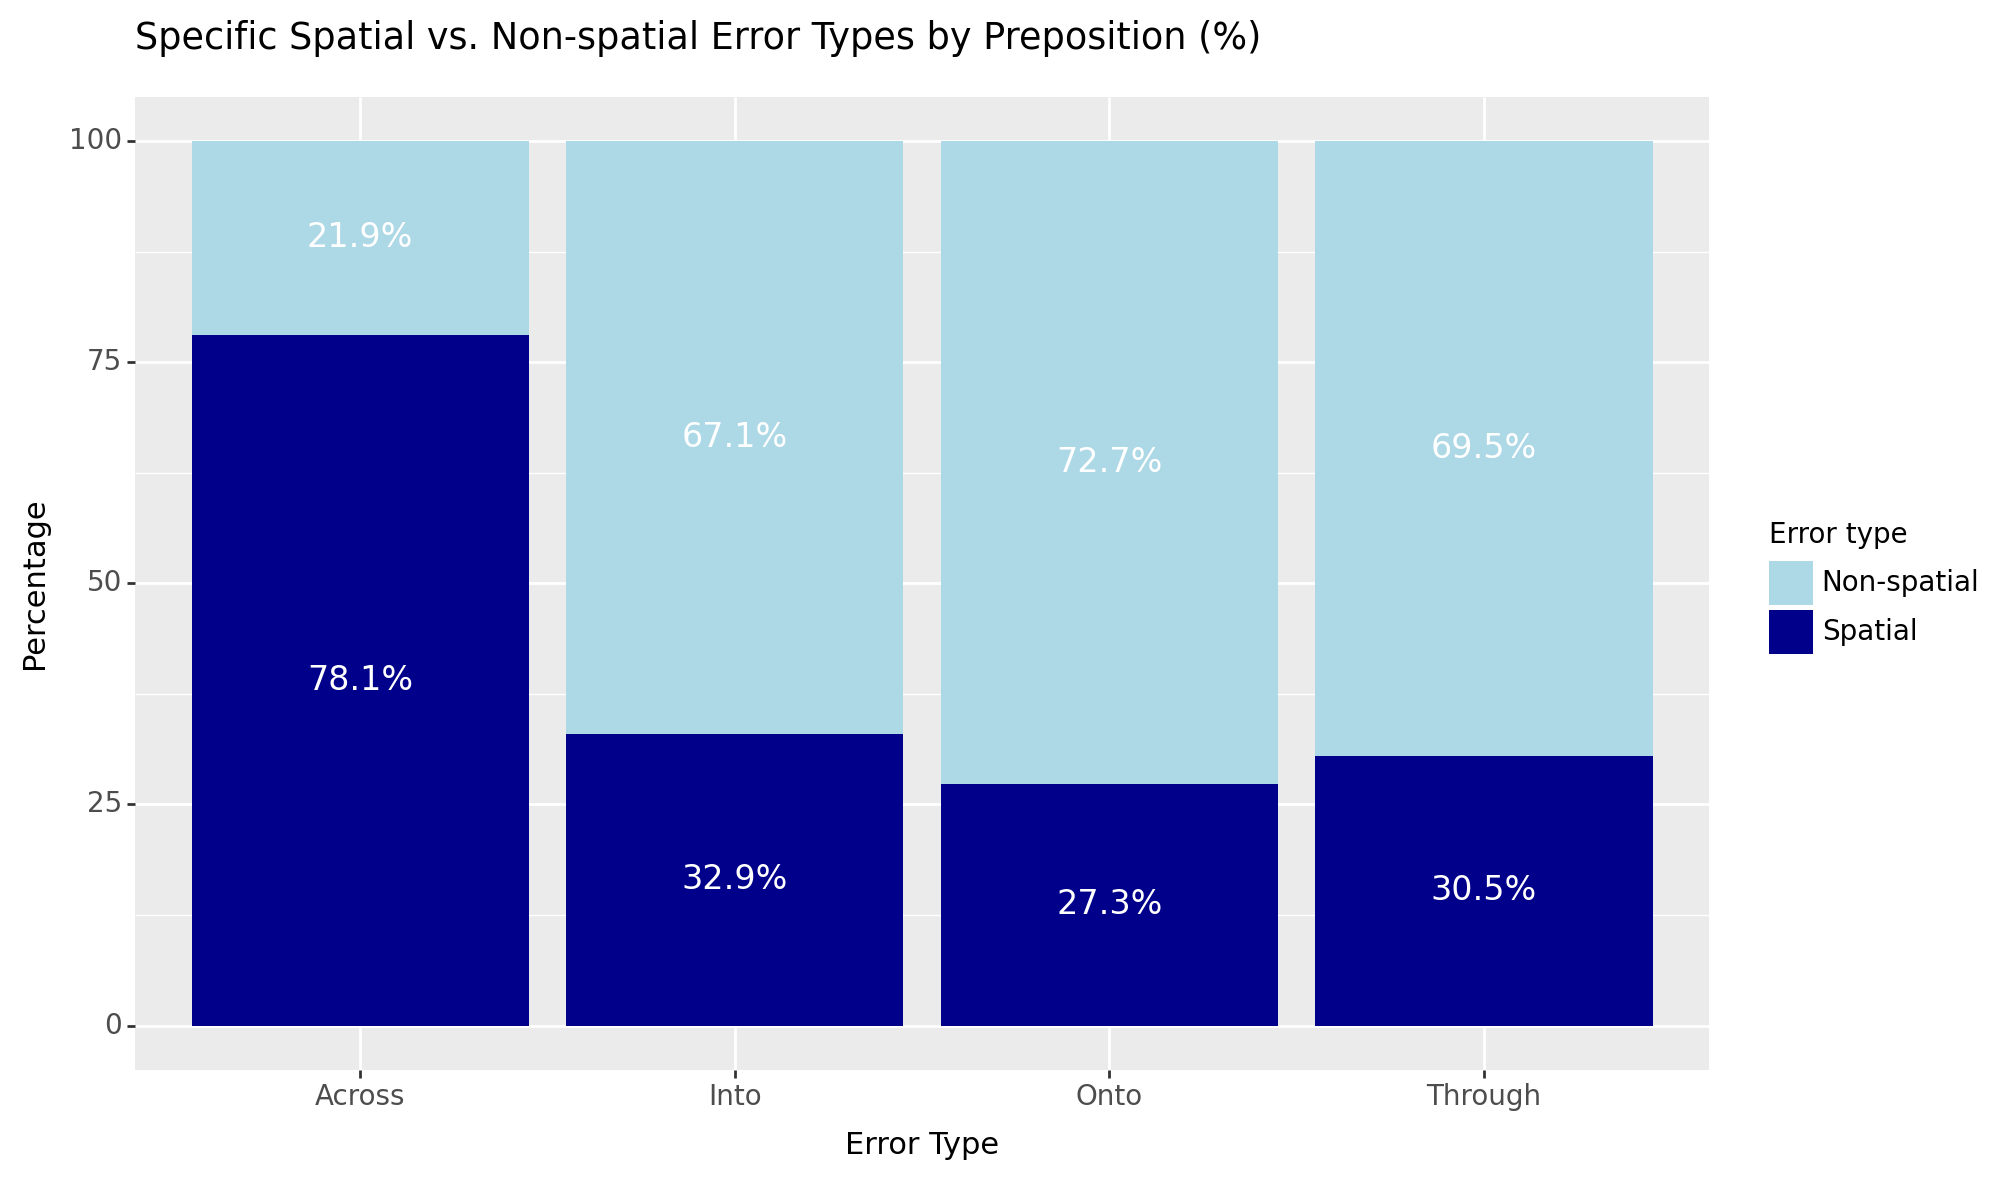 Specific Spatial vs. Non-spatial Error Types by Preposition (%)
100
75
50
25
0
Percentage
21.9%
67.1%
72.7%
69.5%
78.1%
32.9%
27.3%
30.5%
Across
Into
Onto
Through
Error Type
Error type
Non-spatial
Spatial